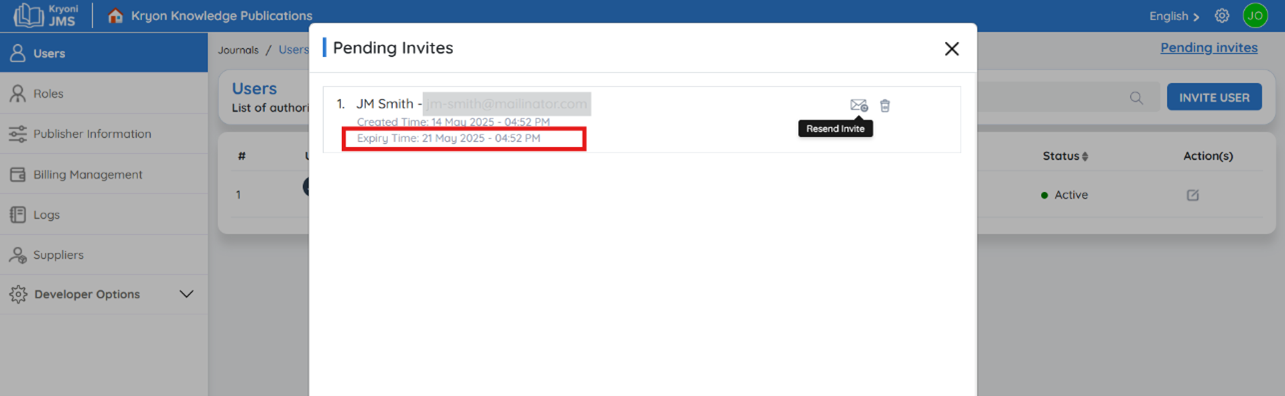 Kryoni
JMS
Kryon Knowledge Publications
English
JO
Users
Roles
Publisher Information
Billing Management
Logs
Suppliers
Developer Options
Journals / Users
Pending invites
Users
List of authori
INVITE USER
#
Status
Action(s)
1
Active
Pending Invites
1. JM Smith - jm-smith@mailinator.com
Created Time: 14 May 2025 - 04:52 PM
Expiry Time: 21 May 2025 - 04:52 PM
Resend Invite